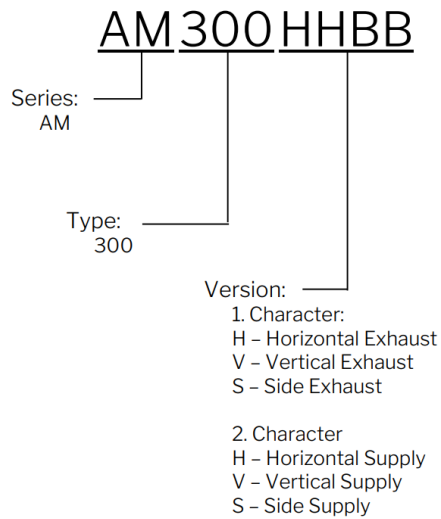 AM300HHBB
Series:
AM
Type:
300
Version:
1. Character:
H – Horizontal Exhaust
V – Vertical Exhaust
S – Side Exhaust
2. Character
H – Horizontal Supply
V – Vertical Supply
S – Side Supply